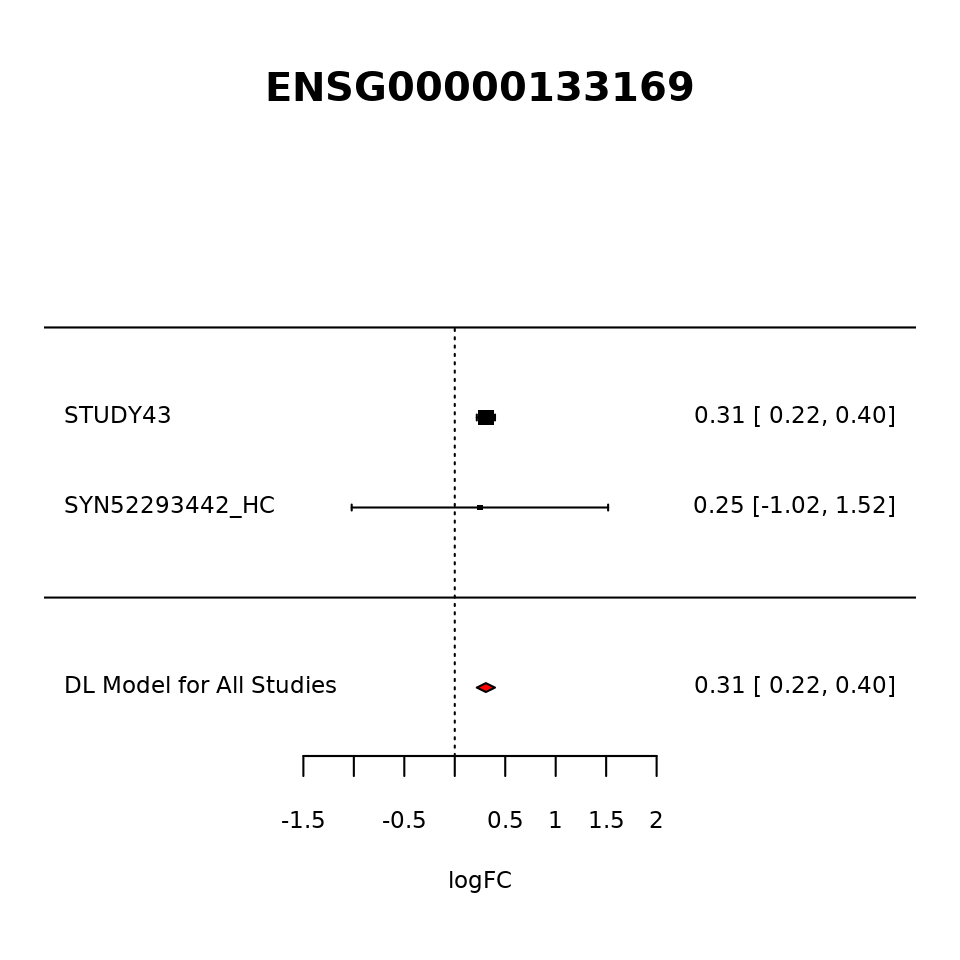 ENSG00000133169
STUDY43 0.31 [ 0.22, 0.40]
SYN52293442_HC 0.25 [-1.02, 1.52]
DL Model for All Studies 0.31 [ 0.22, 0.40]
-1.5 -0.5 0.5 1 1.5 2
logFC